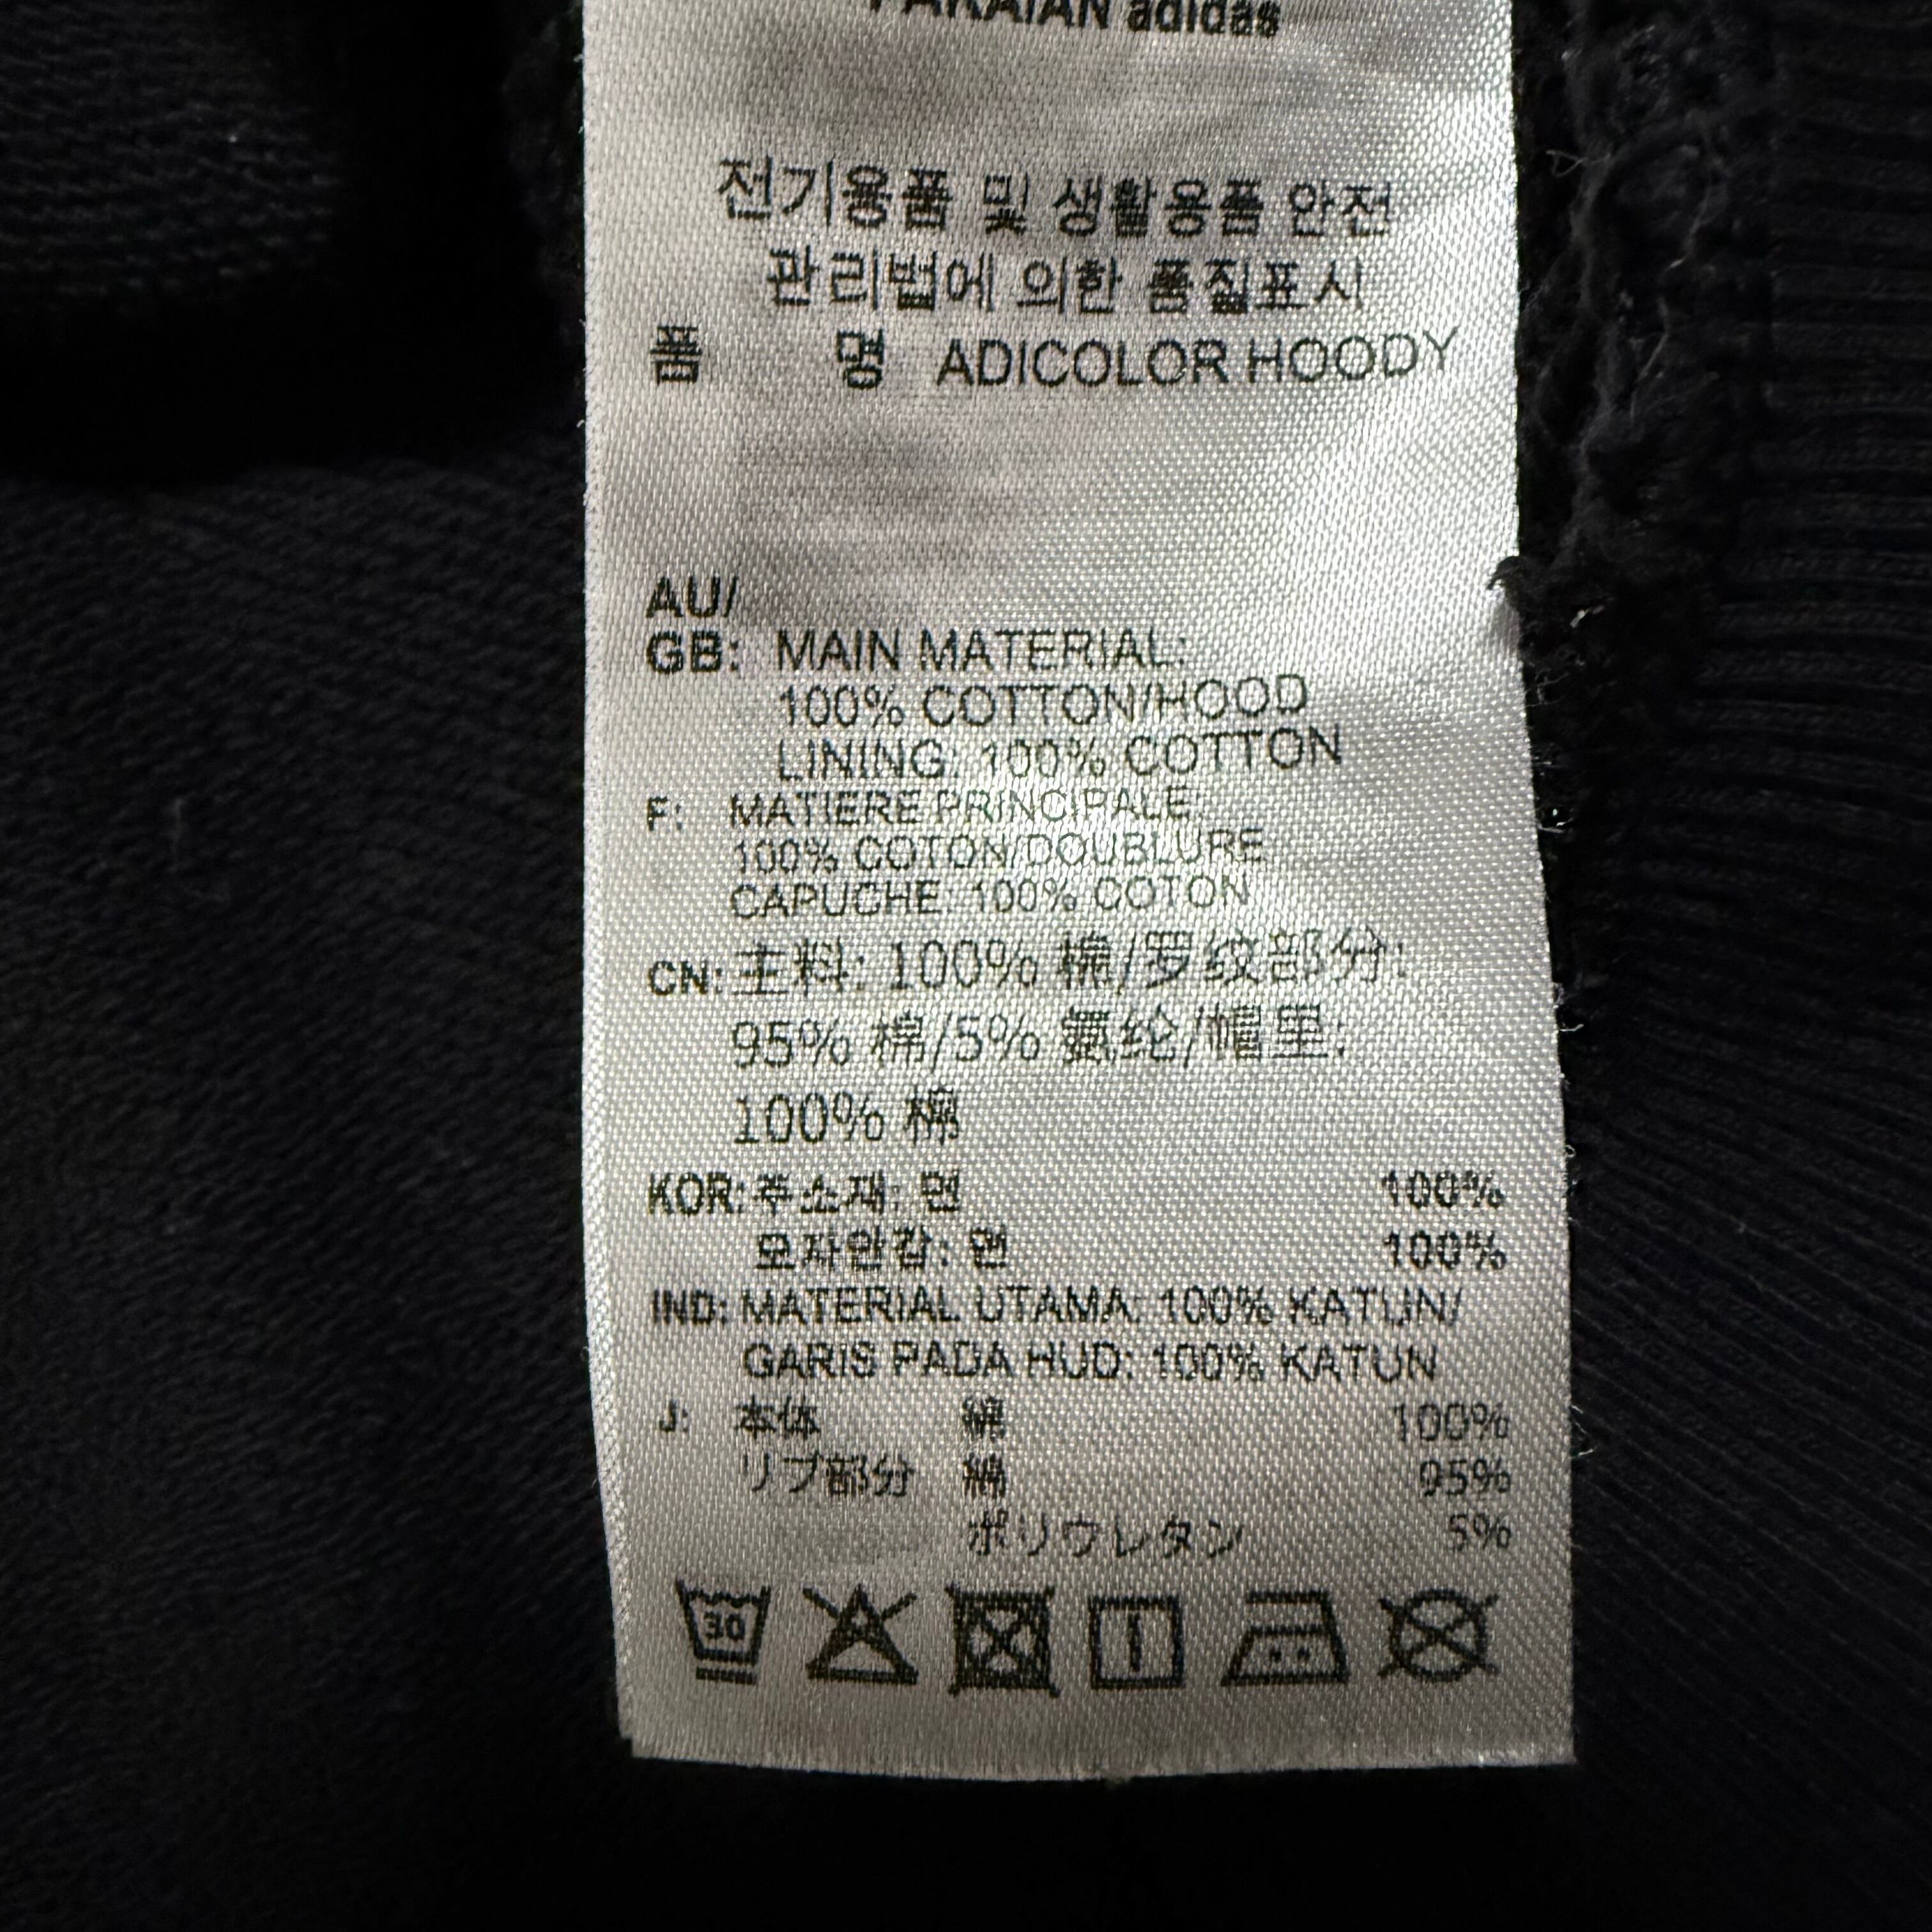 PAKAIAN adidas
전기용품 및 생활용품 안전
관리법에 의한 품질표시
품 명 ADICOLOR HOODY
AU/
GB: MAIN MATERIAL:
100% COTTON/HOOD
LINING: 100% COTTON
F: MATIERE PRINCIPALE:
100% COTON/DOUBLURE
CAPUCHE: 100% COTON
CN: 主料: 100% 棉/罗纹部分:
95% 棉/5% 氨纶/帽里:
100% 棉
KOR: 주소재: 면 100%
모자안감: 면 100%
IND: MATERIAL UTAMA: 100% KATUN/
GARIS PADA HUD: 100% KATUN
J: 本体 綿 100%
リブ部分 綿 95%
ポリウレタン 5%
30